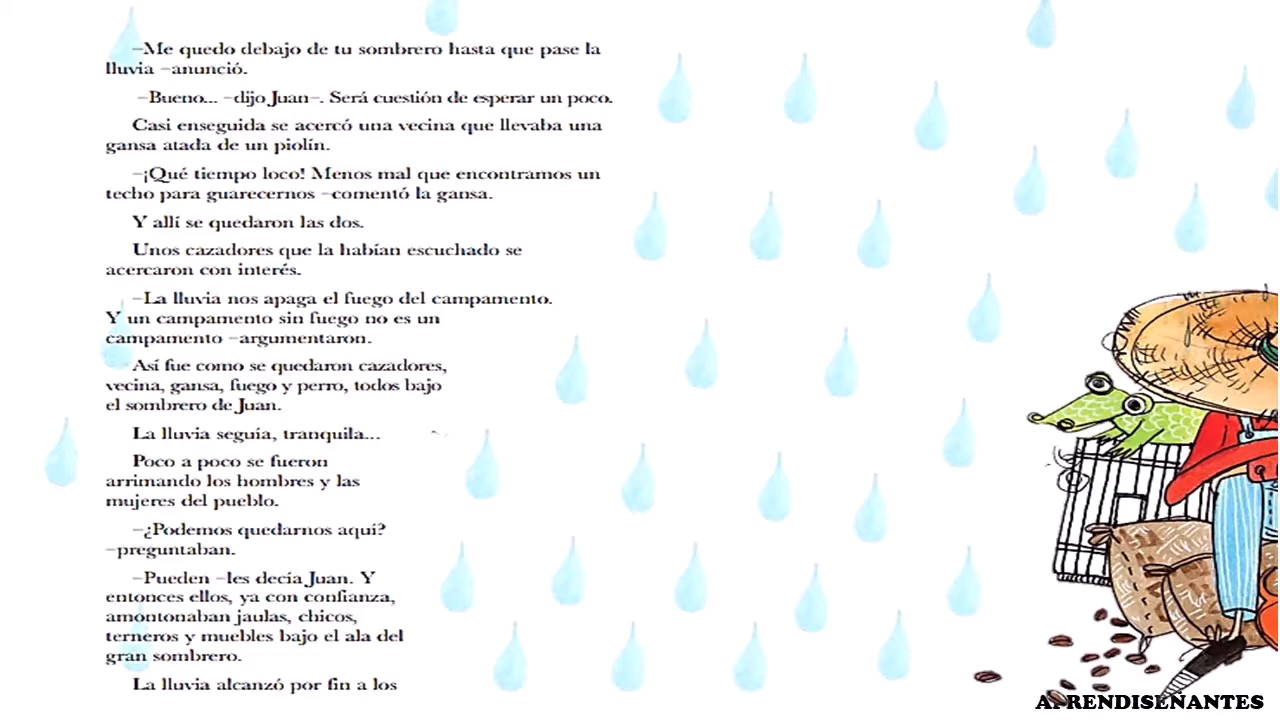 –Me quedo debajo de tu sombrero hasta que pase la
lluvia –anunció.
–Bueno... –dijo Juan–. Será cuestión de esperar un poco.
Casi enseguida se acercó una vecina que llevaba una
gansa atada de un piolín.
–¡Qué tiempo loco! Menos mal que encontramos un
techo para guarecernos –comentó la gansa.
Y allí se quedaron las dos.
Unos cazadores que la habían escuchado se
acercaron con interés.
–La lluvia nos apaga el fuego del campamento.
Y un campamento sin fuego no es un
campamento –argumentaron.
Así fue como se quedaron cazadores,
vecina, gansa, fuego y perro, todos bajo
el sombrero de Juan.
La lluvia seguía, tranquila...
Poco a poco se fueron
arrimando los hombres y las
mujeres del pueblo.
–¿Podemos quedarnos aquí?
–preguntaban.
–Pueden –les decía Juan. Y
entonces ellos, ya con confianza,
amontonaban jaulas, chicos,
terneros y muebles bajo el ala del
gran sombrero.
La lluvia alcanzó por fin a los
APRENDISEÑANTES